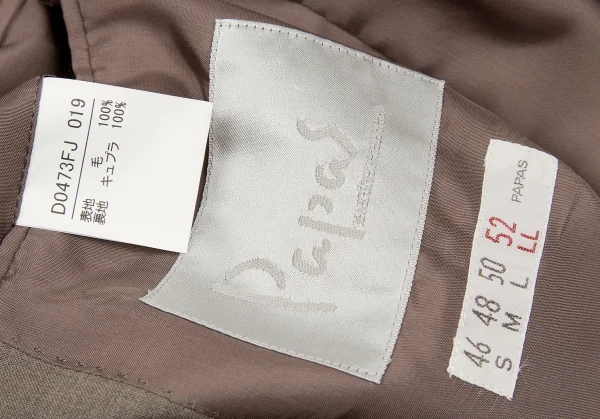 D0473FJ 019
表地 毛 100%
裏地 キュプラ 100%
Papas
PAPAS
46 48 50 52
S M L LL